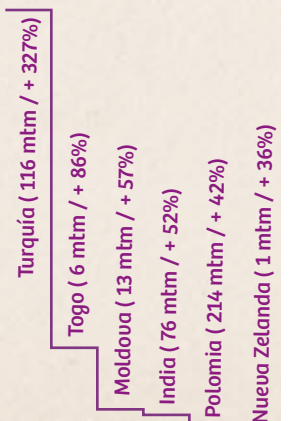 Turquía ( 116 mtm / + 327%)
Togo ( 6 mtm / + 86%)
Moldova ( 13 mtm / + 57%)
India ( 76 mtm / + 52%)
Polomia ( 214 mtm / + 42%)
Nueva Zelanda ( 1 mtm / + 36%)